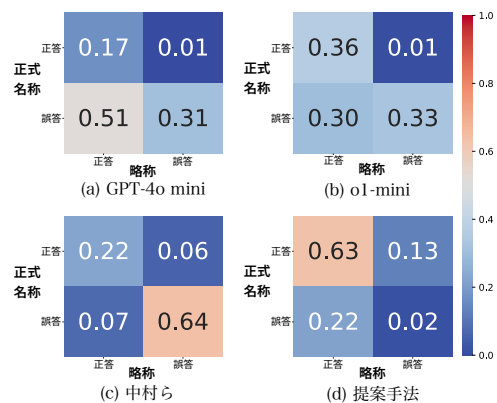 正答 0.17 0.01
正式
名称
誤答 0.51 0.31
正答 誤答
略称
(a) GPT-4o mini
正答 0.36 0.01
誤答 0.30 0.33
正答 誤答
略称
(b) o1-mini
1.0
0.8
0.6
0.4
0.2
0.0
正答 0.22 0.06
正式
名称
誤答 0.07 0.64
正答 誤答
略称
(c) 中村ら
正答 0.63 0.13
正式
名称
誤答 0.22 0.02
正答 誤答
略称
(d) 提案手法